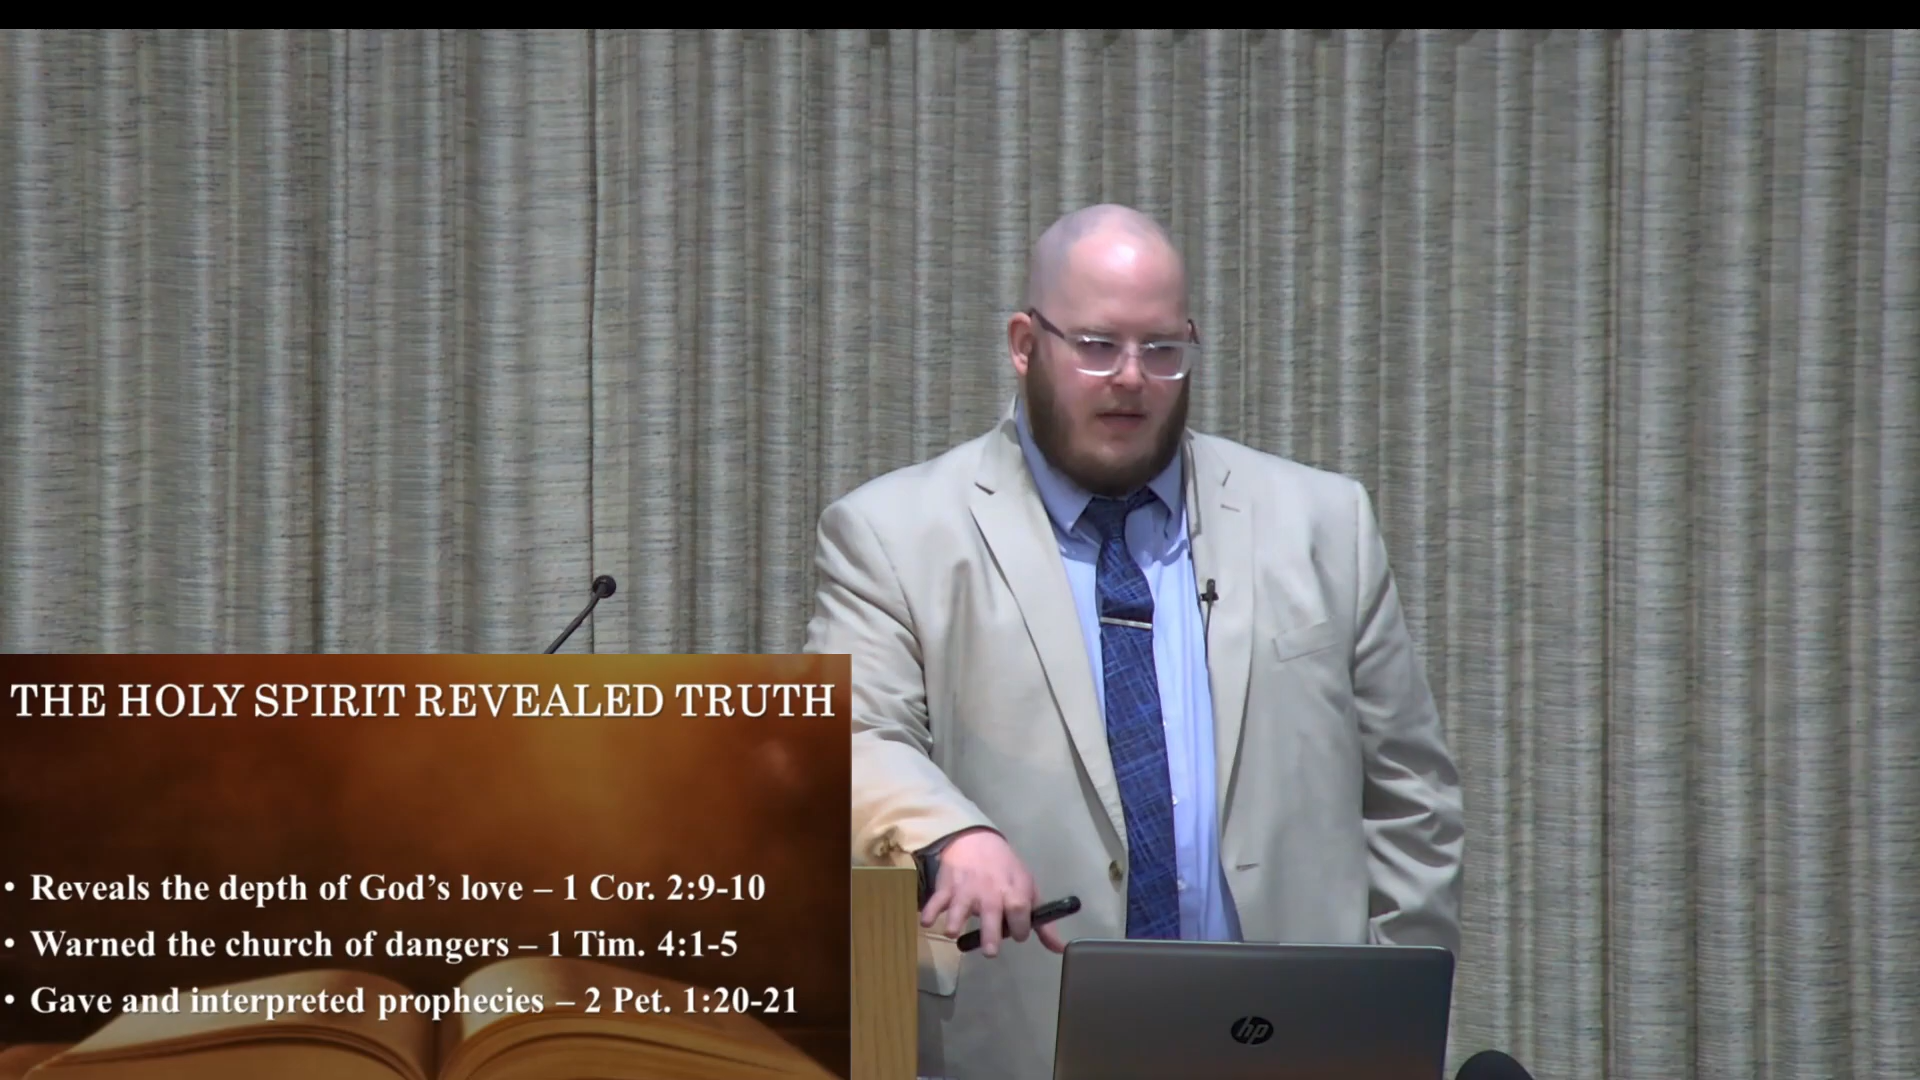 THE HOLY SPIRIT REVEALED TRUTH
• Reveals the depth of God’s love – 1 Cor. 2:9-10
• Warned the church of dangers – 1 Tim. 4:1-5
• Gave and interpreted prophecies – 2 Pet. 1:20-21
hp